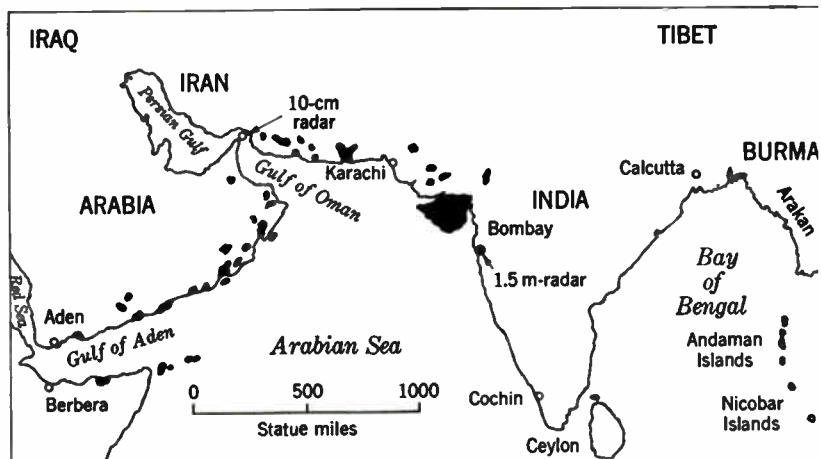 IRAQ
TIBET
IRAN
Persian Gulf
10-cm
radar
Karachi
Gulf of Oman
Calcutta
BURMA
ARABIA
INDIA
Arakan
Bombay
1.5 m-radar
Bay
of
Bengal
Red Sea
Aden
Gulf of Aden
Arabian Sea
Andaman
Islands
Berbera
0 500 1000
Statue miles
Cochin
Nicobar
Islands
Ceylon